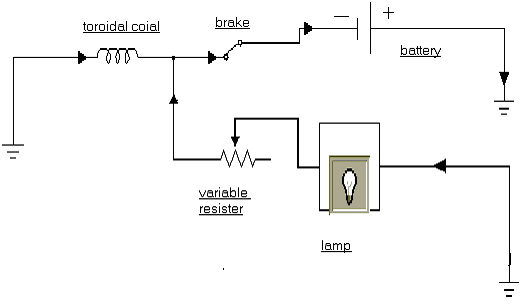 toroidal coial
brake
— +
battery
variable
resister
lamp